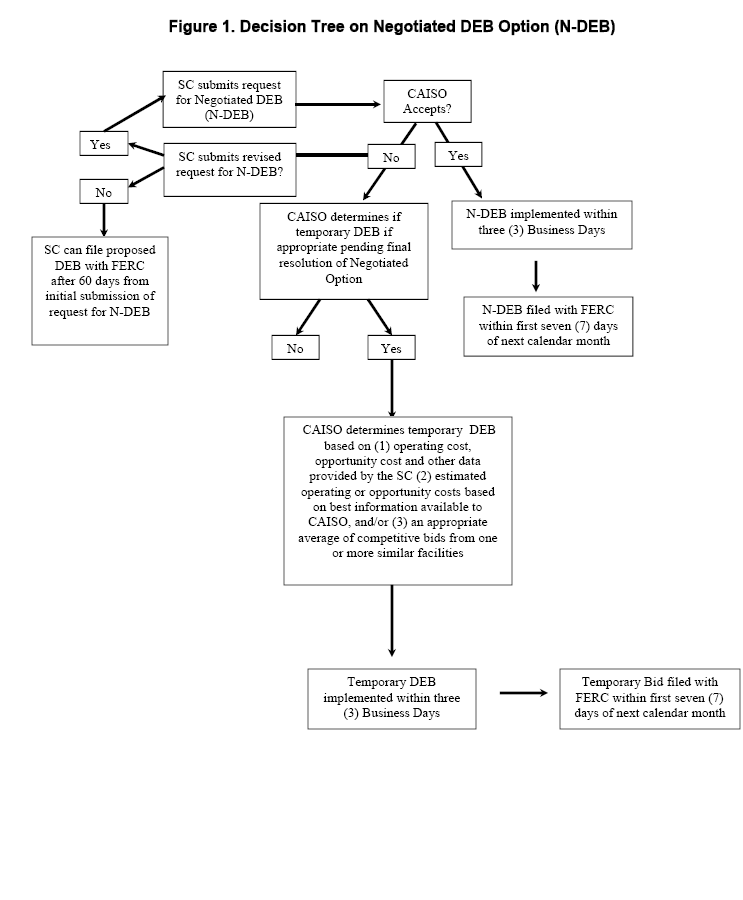 Figure 1. Decision Tree on Negotiated DEB Option (N-DEB)
SC submits request
for Negotiated DEB
(N-DEB)
CAISO
Accepts?
Yes
SC submits revised
request for N-DEB?
No
Yes
No
SC can file proposed
DEB with FERC
after 60 days from
initial submission of
request for N-DEB
CAISO determines if
temporary DEB if
appropriate pending final
resolution of Negotiated
Option
N-DEB implemented within
three (3) Business Days
N-DEB filed with FERC
within first seven (7) days
of next calendar month
No
Yes
CAISO determines temporary DEB
based on (1) operating cost,
opportunity cost and other data
provided by the SC (2) estimated
operating or opportunity costs based
on best information available to
CAISO, and/or (3) an appropriate
average of competitive bids from one
or more similar facilities
Temporary DEB
implemented within three
(3) Business Days
Temporary Bid filed with
FERC within first seven (7)
days of next calendar month